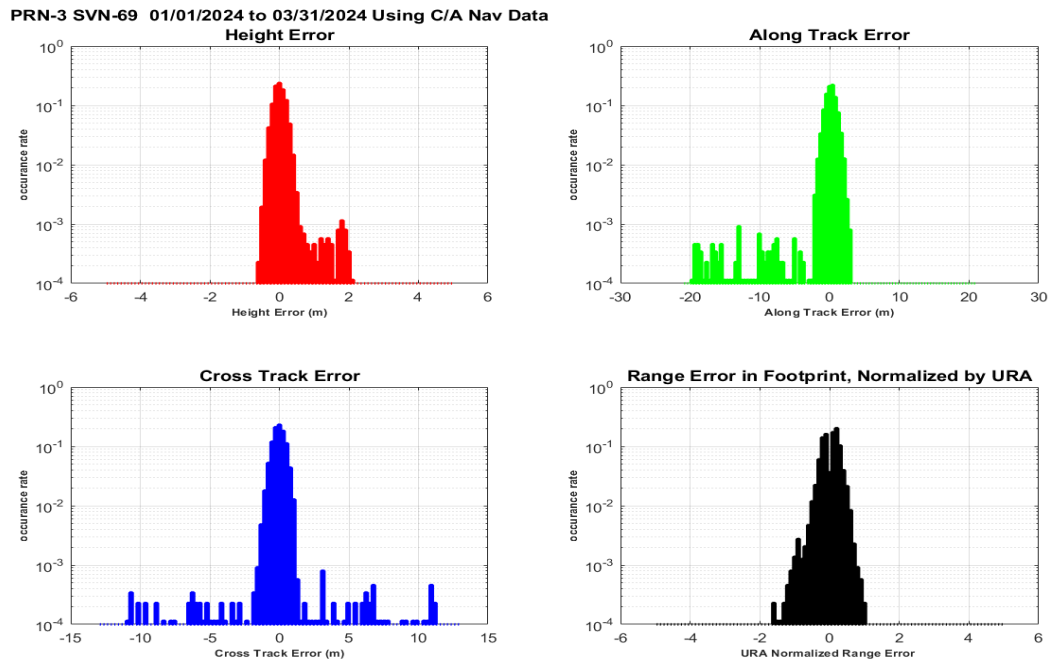 PRN-3 SVN-69 01/01/2024 to 03/31/2024 Using C/A Nav Data
Height Error
10^0
10^-1
10^-2
10^-3
10^-4
occurance rate
-6 -4 -2 0 2 4 6
Height Error (m)
Along Track Error
10^0
10^-1
10^-2
10^-3
10^-4
occurance rate
-30 -20 -10 0 10 20 30
Along Track Error (m)
Cross Track Error
10^0
10^-1
10^-2
10^-3
10^-4
occurance rate
-15 -10 -5 0 5 10 15
Cross Track Error (m)
Range Error in Footprint, Normalized by URA
10^0
10^-1
10^-2
10^-3
10^-4
occurance rate
-6 -4 -2 0 2 4 6
URA Normalized Range Error